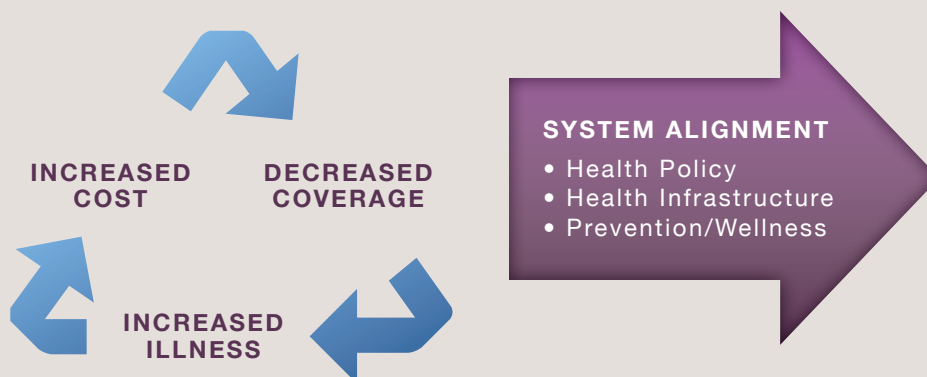 INCREASED
COST
DECREASED
COVERAGE
INCREASED
ILLNESS
SYSTEM ALIGNMENT
• Health Policy
• Health Infrastructure
• Prevention/Wellness